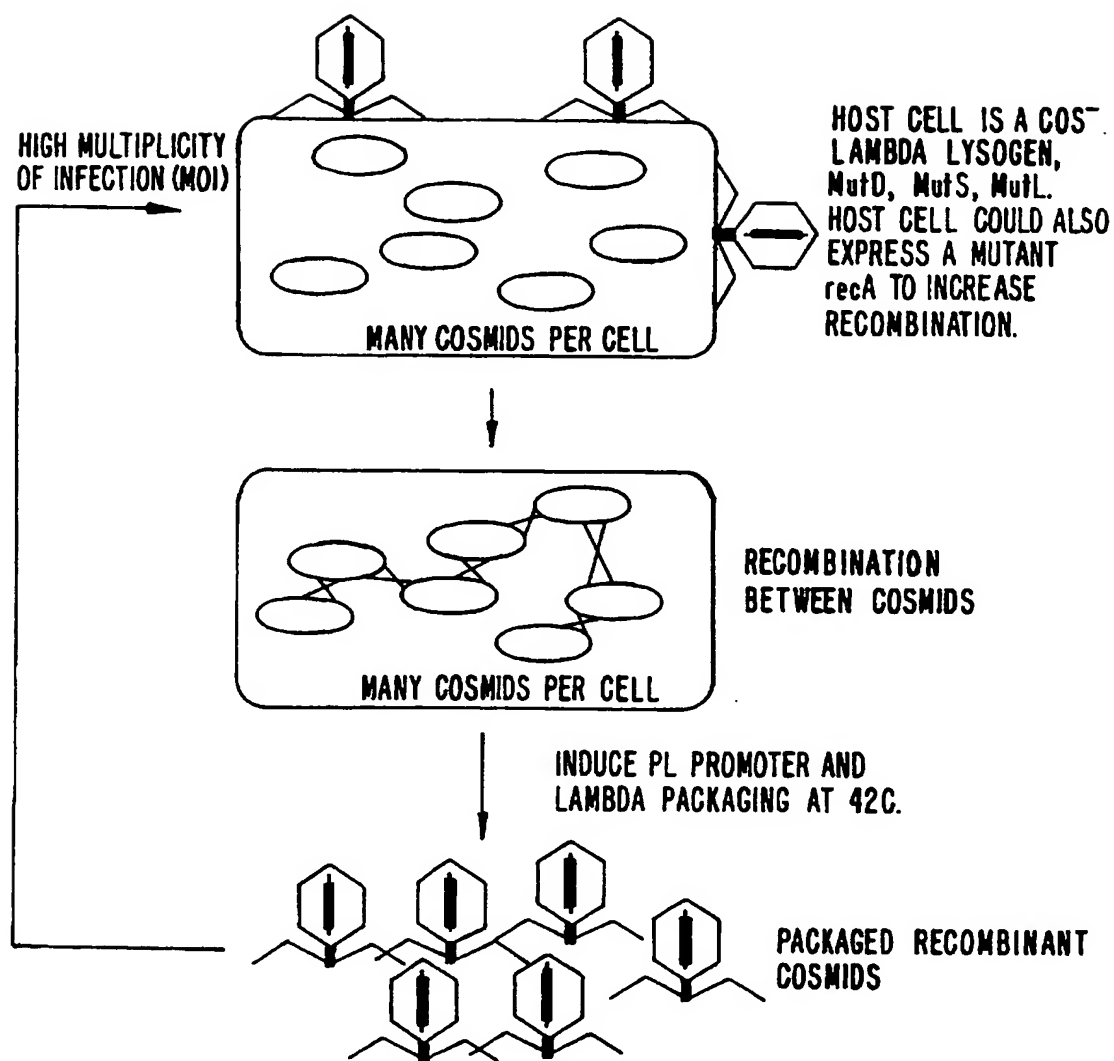 HIGH MULTIPLICITY
OF INFECTION (MOI)
HOST CELL IS A COS⁻
LAMBDA LYSOGEN,
MutD, MutS, MutL.
HOST CELL COULD ALSO
EXPRESS A MUTANT
recA TO INCREASE
RECOMBINATION.
MANY COSMIDS PER CELL
RECOMBINATION
BETWEEN COSMIDS
MANY COSMIDS PER CELL
INDUCE PL PROMOTER AND
LAMBDA PACKAGING AT 42C.
PACKAGED RECOMBINANT
COSMIDS